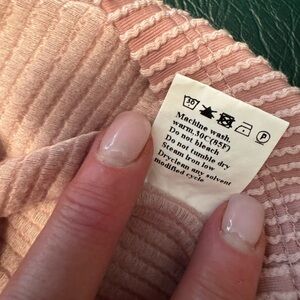 30
P
Machine wash
warm.30C(85F)
Do not bleach
Do not tumble dry
Steam iron low
Dryclean any solvent
modified cycle